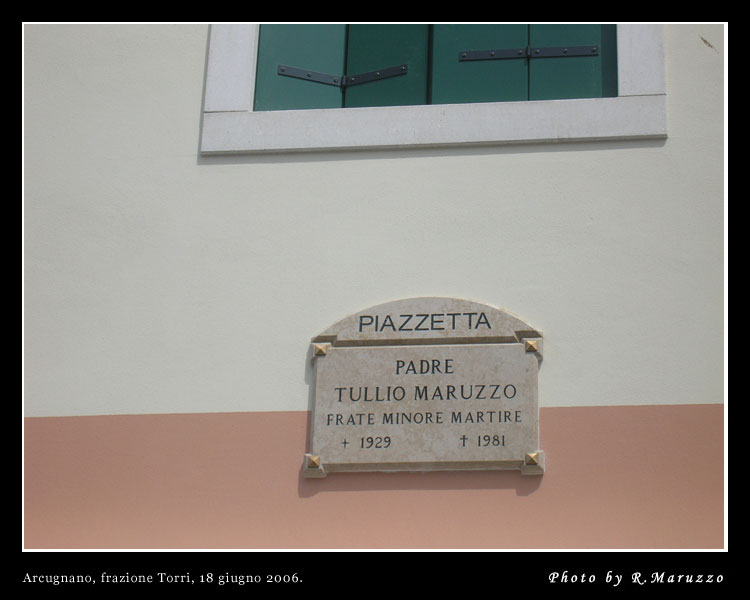 PIAZZETTA
PADRE
TULLIO MARUZZO
FRATE MINORE MARTIRE
+ 1929 † 1981
Arcugnano, frazione Torri, 18 giugno 2006.
Photo by R.Maruzzo